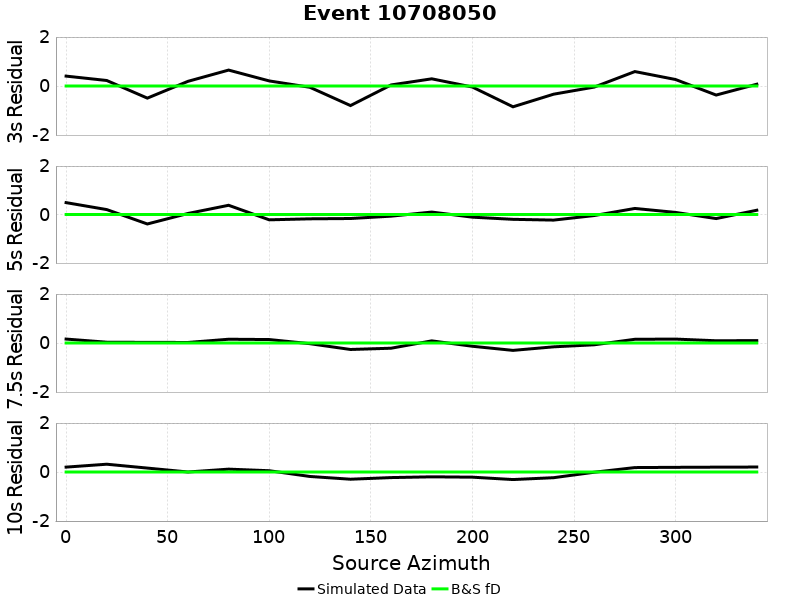 Event 10708050
3s Residual
2
0
-2
5s Residual
2
0
-2
7.5s Residual
2
0
-2
10s Residual
2
0
-2
0 50 100 150 200 250 300
Source Azimuth
Simulated Data B&S fD